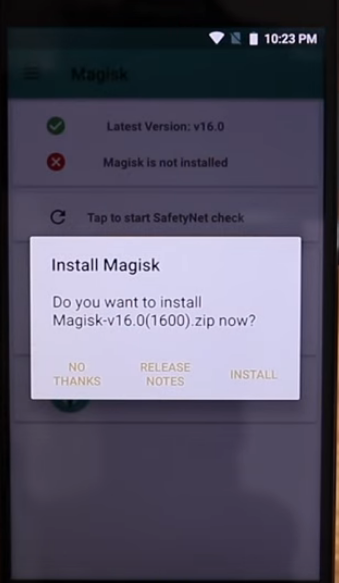 10:23 PM
Magisk
Latest Version: v16.0
Magisk is not installed
Tap to start SafetyNet check
Install Magisk
Do you want to install
Magisk-v16.0(1600).zip now?
NO
THANKS
RELEASE
NOTES
INSTALL